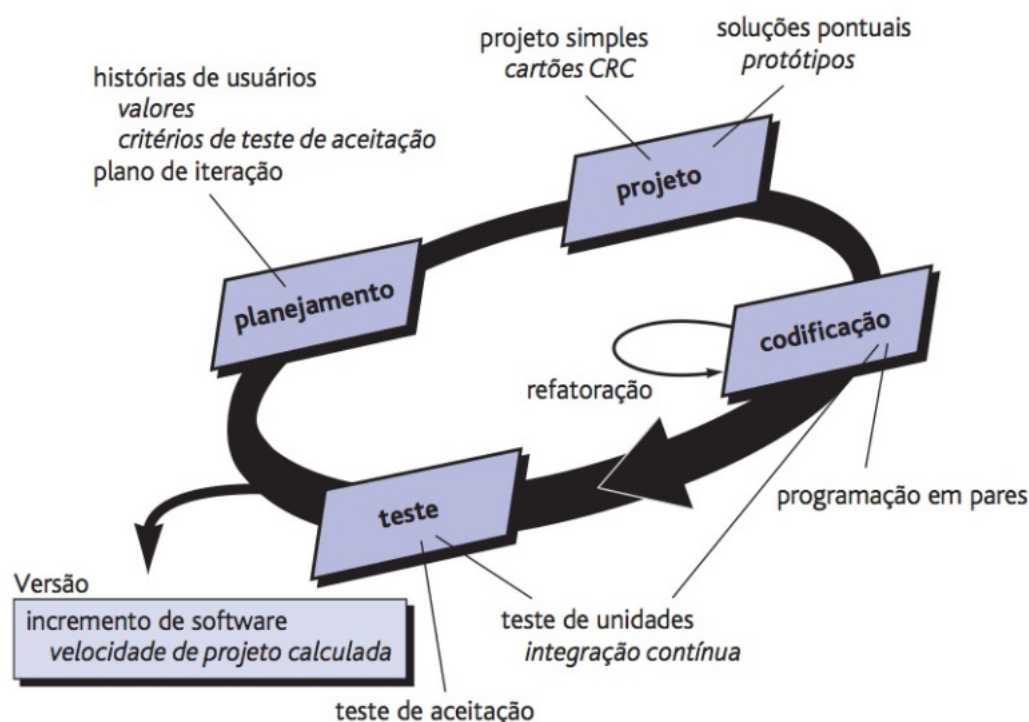 projeto simples
cartões CRC
soluções pontuais
protótipos
histórias de usuários
valores
critérios de teste de aceitação
plano de iteração
projeto
planejamento
codificação
refatoração
programação em pares
teste
Versão
incremento de software
velocidade de projeto calculada
teste de unidades
integração contínua
teste de aceitação